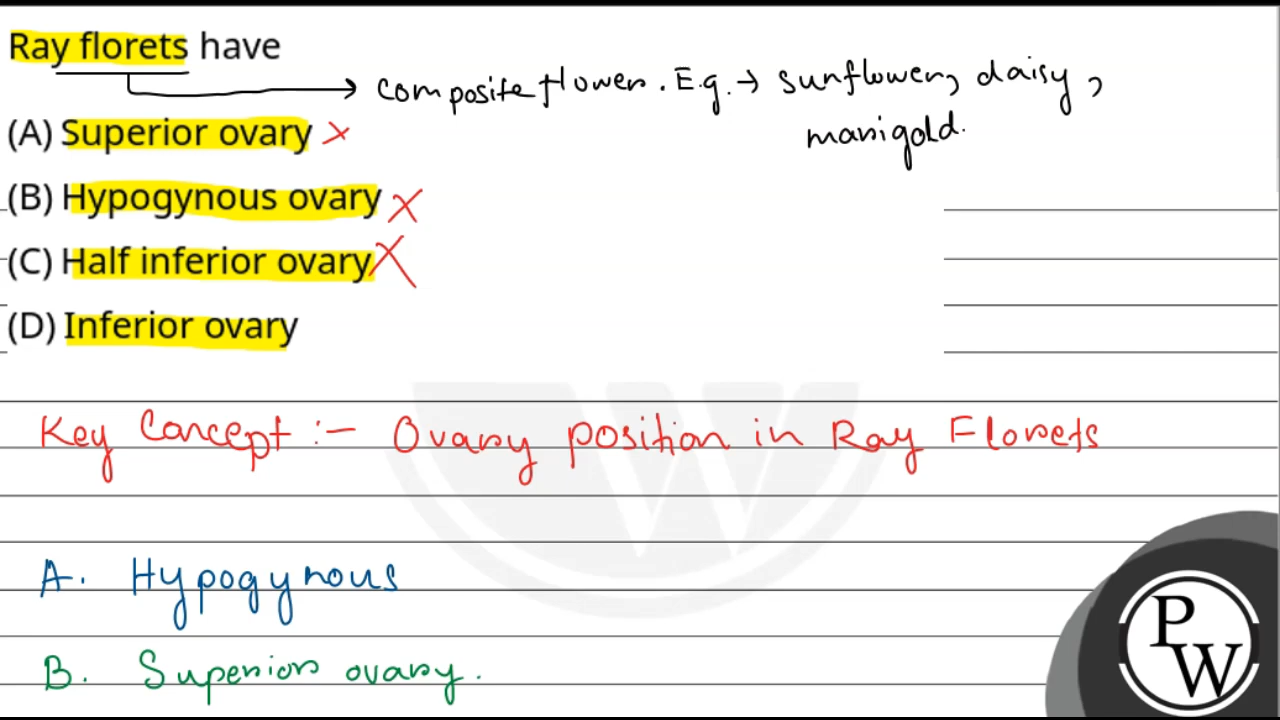 Ray florets have
composite flower. E.g. → sunflower, daisy,
marigold.
(A) Superior ovary ×
(B) Hypogynous ovary ×
(C) Half inferior ovary ×
(D) Inferior ovary
Key Concept :- Ovary position in Ray Florets
A. Hypogynous
B. Superior ovary.
P
W